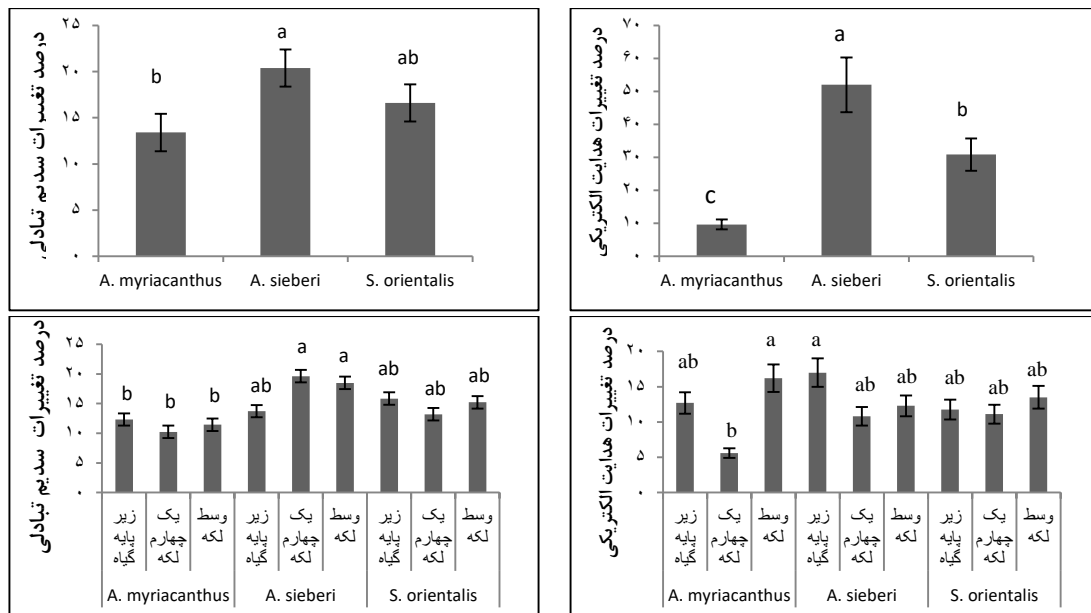 درصد تغییرات سدیم تبادلی
۲۵
۲۰
۱۵
۱۰
۵
۰
b
a
ab
A. myriacanthus A. sieberi S. orientalis
درصد تغییرات هدایت الکتریکی
۷۰
۶۰
۵۰
۴۰
۳۰
۲۰
۱۰
۰
c
a
b
A. myriacanthus A. sieberi S. orientalis
درصد تغییرات سدیم تبادلی
۲۵
۲۰
۱۵
۱۰
۵
۰
b b b ab a a ab ab ab
زیر پایه گیاه
یک چهارم لکه
وسط لکه
زیر پایه گیاه
یک چهارم لکه
وسط لکه
زیر پایه گیاه
یک چهارم لکه
وسط لکه
A. myriacanthus A. sieberi S. orientalis
درصد تغییرات هدایت الکتریکی
۲۰
۱۵
۱۰
۵
۰
ab b a a ab ab ab ab ab
زیر پایه گیاه
یک چهارم لکه
وسط لکه
زیر پایه گیاه
یک چهارم لکه
وسط لکه
زیر پایه گیاه
یک چهارم لکه
وسط لکه
A. myriacanthus A. sieberi S. orientalis